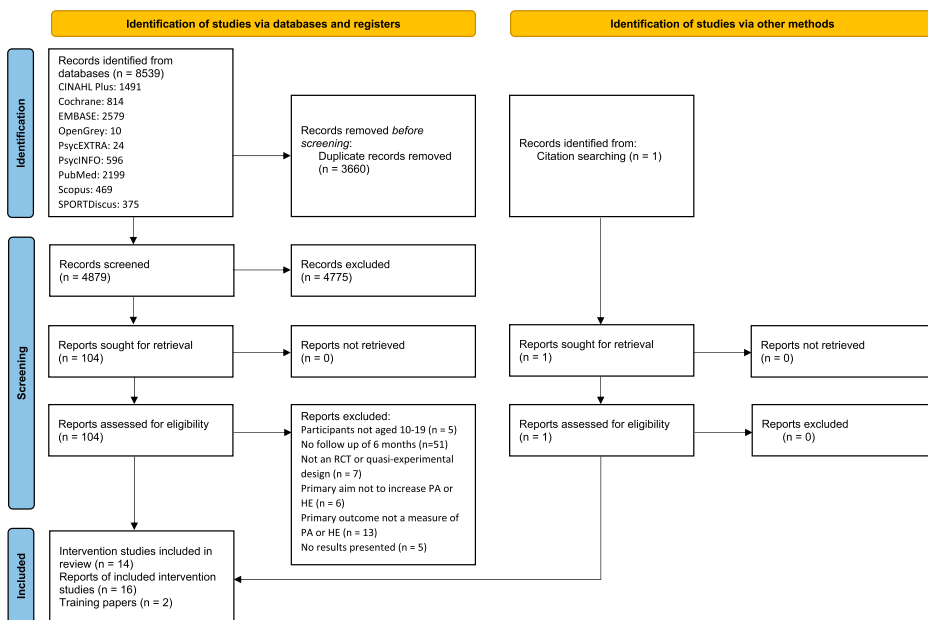 Identification of studies via databases and registers
Identification of studies via other methods
Identification
Records identified from
databases (n = 8539)
CINAHL Plus: 1491
Cochrane: 814
EMBASE: 2579
OpenGrey: 10
PsycEXTRA: 24
PsycINFO: 596
PubMed: 2199
Scopus: 469
SPORTDiscus: 375
Records removed before
screening:
Duplicate records removed
(n = 3660)
Records identified from:
Citation searching (n = 1)
Screening
Records screened
(n = 4879)
Records excluded
(n = 4775)
Reports sought for retrieval
(n = 104)
Reports not retrieved
(n = 0)
Reports sought for retrieval
(n = 1)
Reports not retrieved
(n = 0)
Reports assessed for eligibility
(n = 104)
Reports excluded:
Participants not aged 10-19 (n = 5)
No follow up of 6 months (n=51)
Not an RCT or quasi-experimental
design (n = 7)
Primary aim not to increase PA or
HE (n = 6)
Primary outcome not a measure of
PA or HE (n = 13)
No results presented (n = 5)
Reports assessed for eligibility
(n = 1)
Reports excluded
(n = 0)
Included
Intervention studies included in
review (n = 14)
Reports of included intervention
studies (n = 16)
Training papers (n = 2)